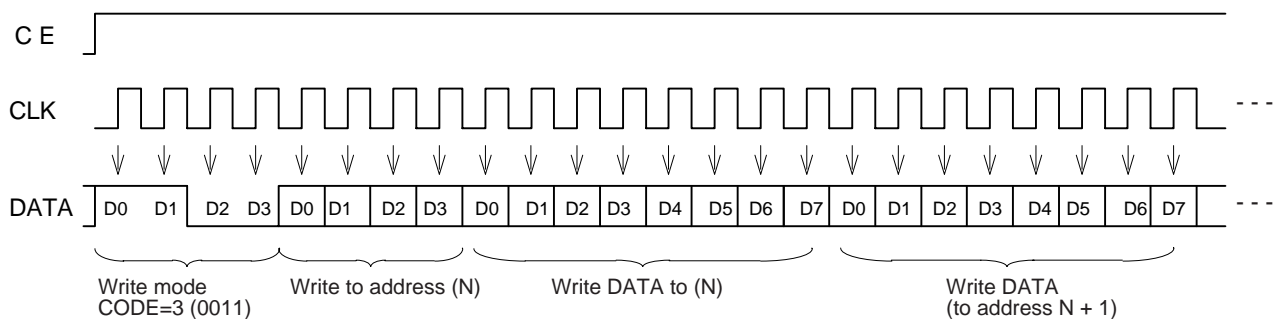 C E
CLK
DATA D0 D1 D2 D3 D0 D1 D2 D3 D0 D1 D2 D3 D4 D5 D6 D7 D0 D1 D2 D3 D4 D5 D6 D7
Write mode
CODE=3 (0011)
Write to address (N)
Write DATA to (N)
Write DATA
(to address N + 1)